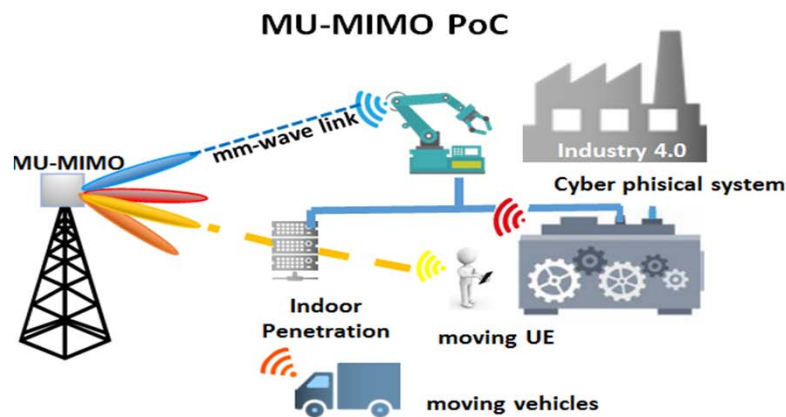 MU-MIMO PoC
MU-MIMO
mm-wave link
Industry 4.0
Cyber phisical system
Indoor
Penetration
moving UE
moving vehicles